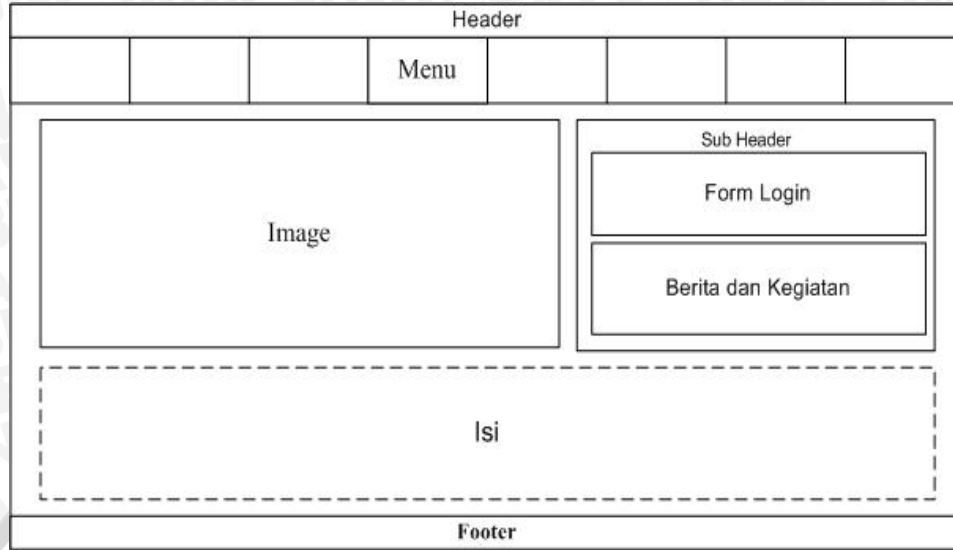 Header
Menu
Image
Sub Header
Form Login
Berita dan Kegiatan
Isi
Footer